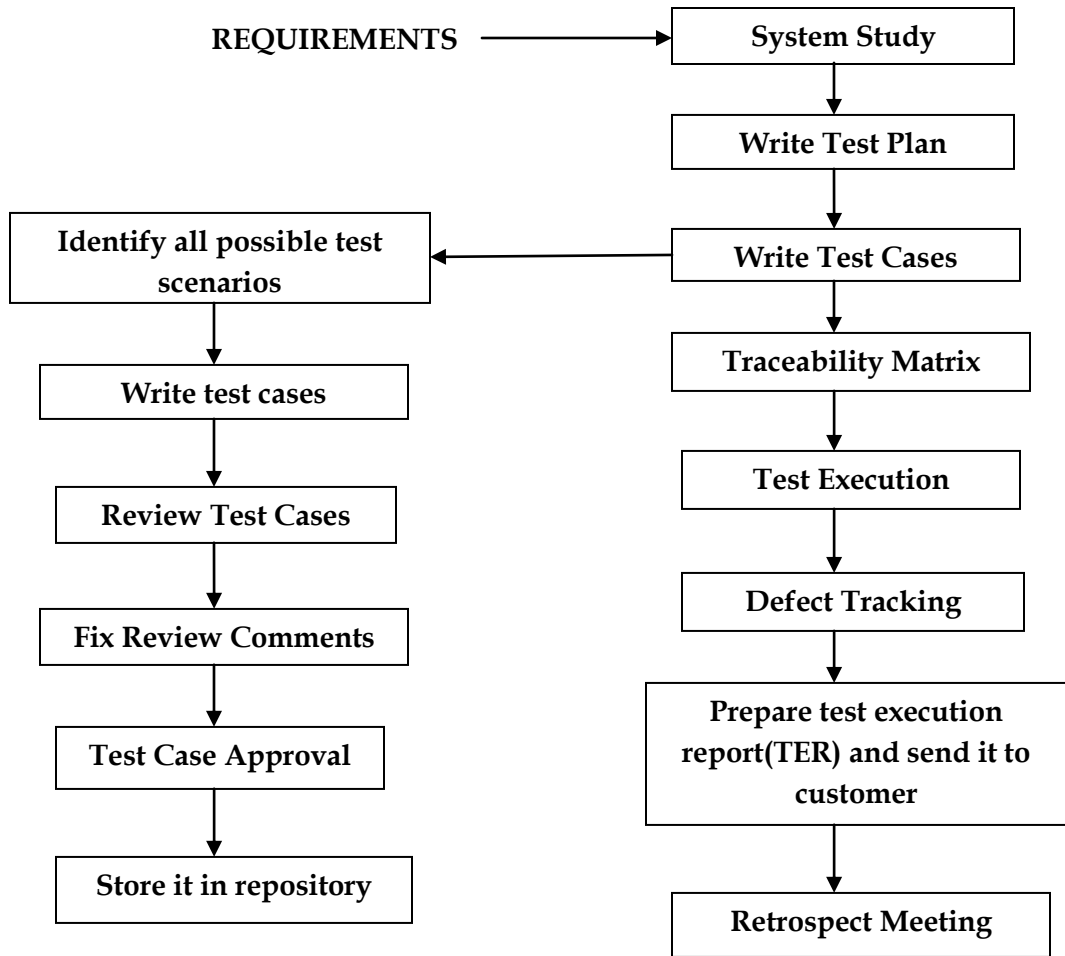 REQUIREMENTS
System Study
Write Test Plan
Write Test Cases
Identify all possible test
scenarios
Write test cases
Review Test Cases
Fix Review Comments
Test Case Approval
Store it in repository
Traceability Matrix
Test Execution
Defect Tracking
Prepare test execution
report(TER) and send it to
customer
Retrospect Meeting